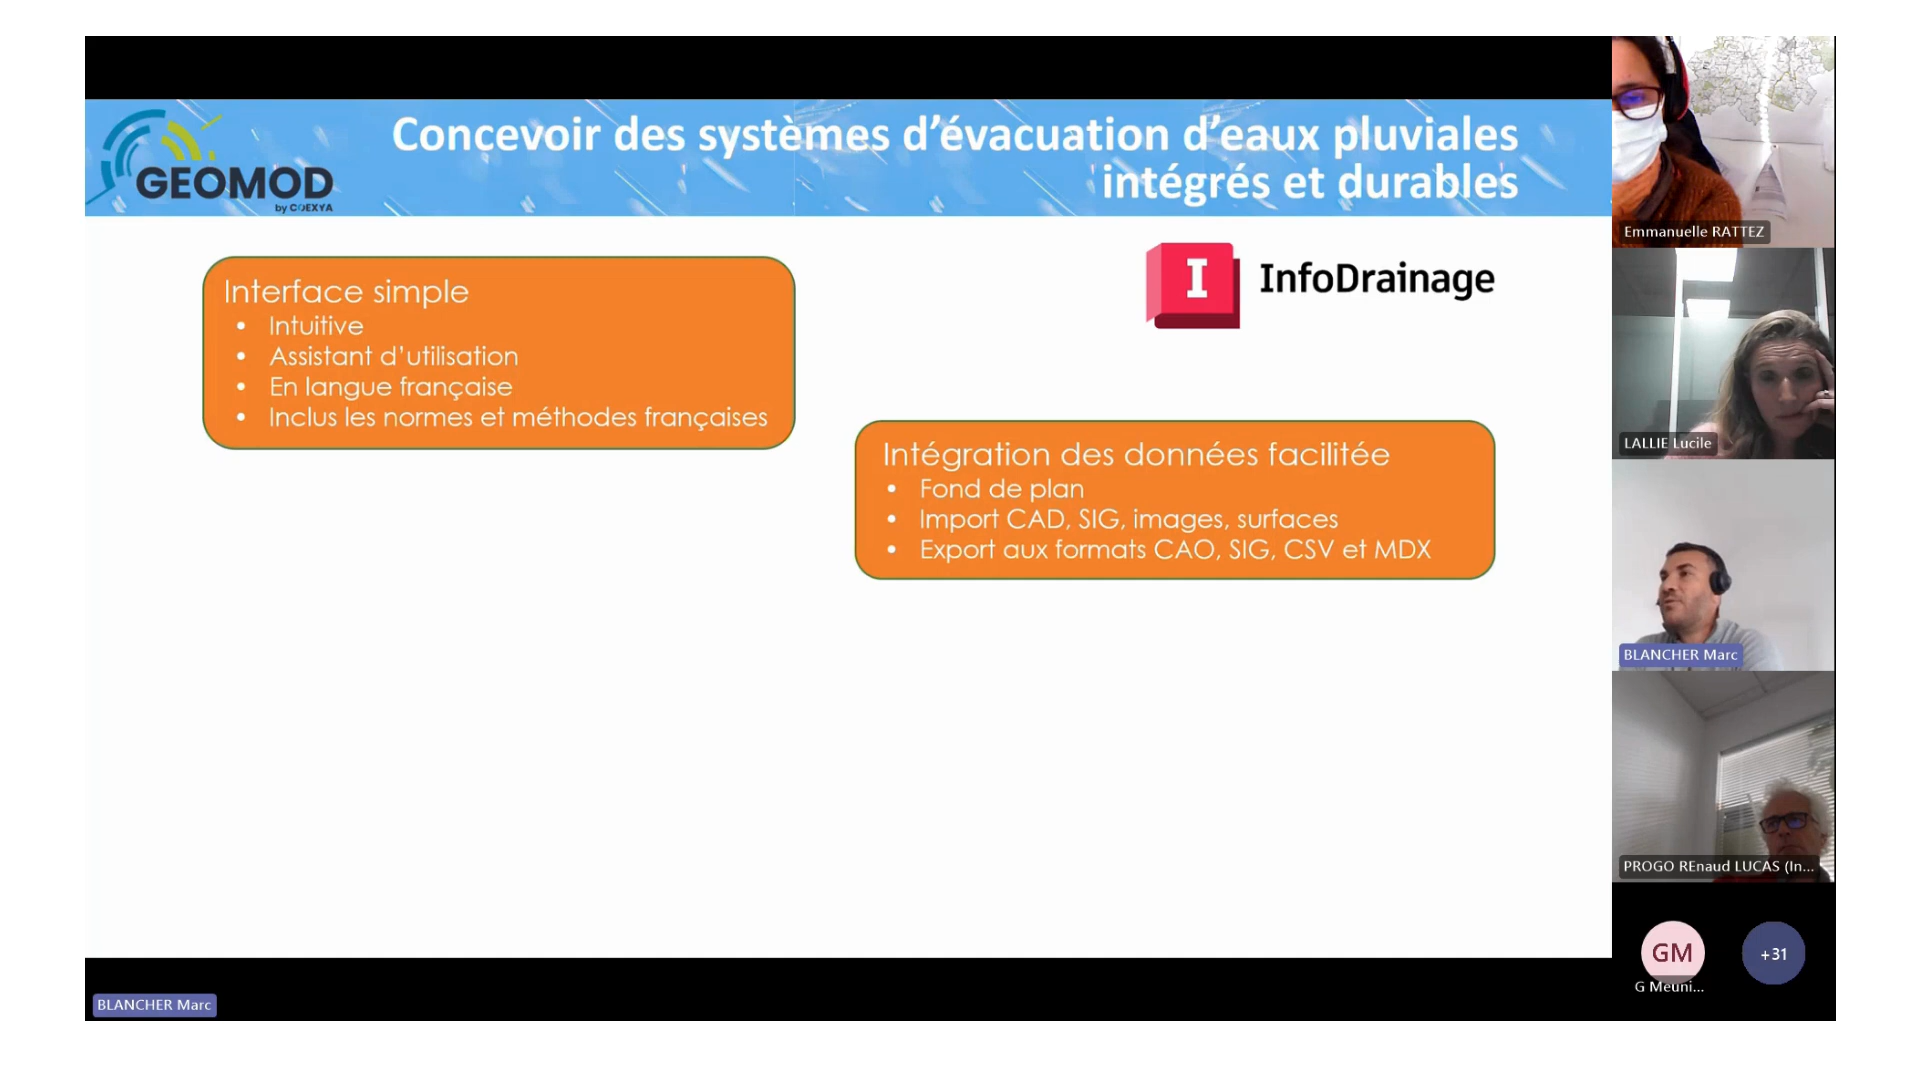 GEOMOD
by COEXYA
Concevoir des systèmes d’évacuation d’eaux pluviales
intégrés et durables
Interface simple
• Intuitive
• Assistant d’utilisation
• En langue française
• Inclus les normes et méthodes françaises
I InfoDrainage
Intégration des données facilitée
• Fond de plan
• Import CAD, SIG, images, surfaces
• Export aux formats CAO, SIG, CSV et MDX
Emmanuelle RATTEZ
LALLIE Lucile
BLANCHER Marc
PROGO REnaud LUCAS (In...
GM
G Meuni...
+31
BLANCHER Marc